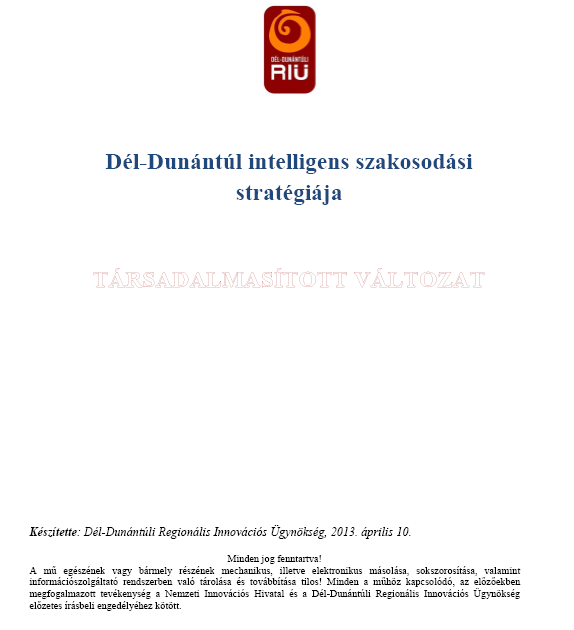 DÉL-DUNÁNTÚLI
RIÜ
Dél-Dunántúl intelligens szakosodási
stratégiája
TÁRSADALMASÍTOTT VÁLTOZAT
Készítette: Dél-Dunántúli Regionális Innovációs Ügynökség, 2013. április 10.
Minden jog fenntartva!
A mű egészének vagy bármely részének mechanikus, illetve elektronikus másolása, sokszorosítása, valamint
információszolgáltató rendszerben való tárolása és továbbítása tilos! Minden a műhöz kapcsolódó, az előzőekben
megfogalmazott tevékenység a Nemzeti Innovációs Hivatal és a Dél-Dunántúli Regionális Innovációs Ügynökség
előzetes írásbeli engedélyéhez kötött.